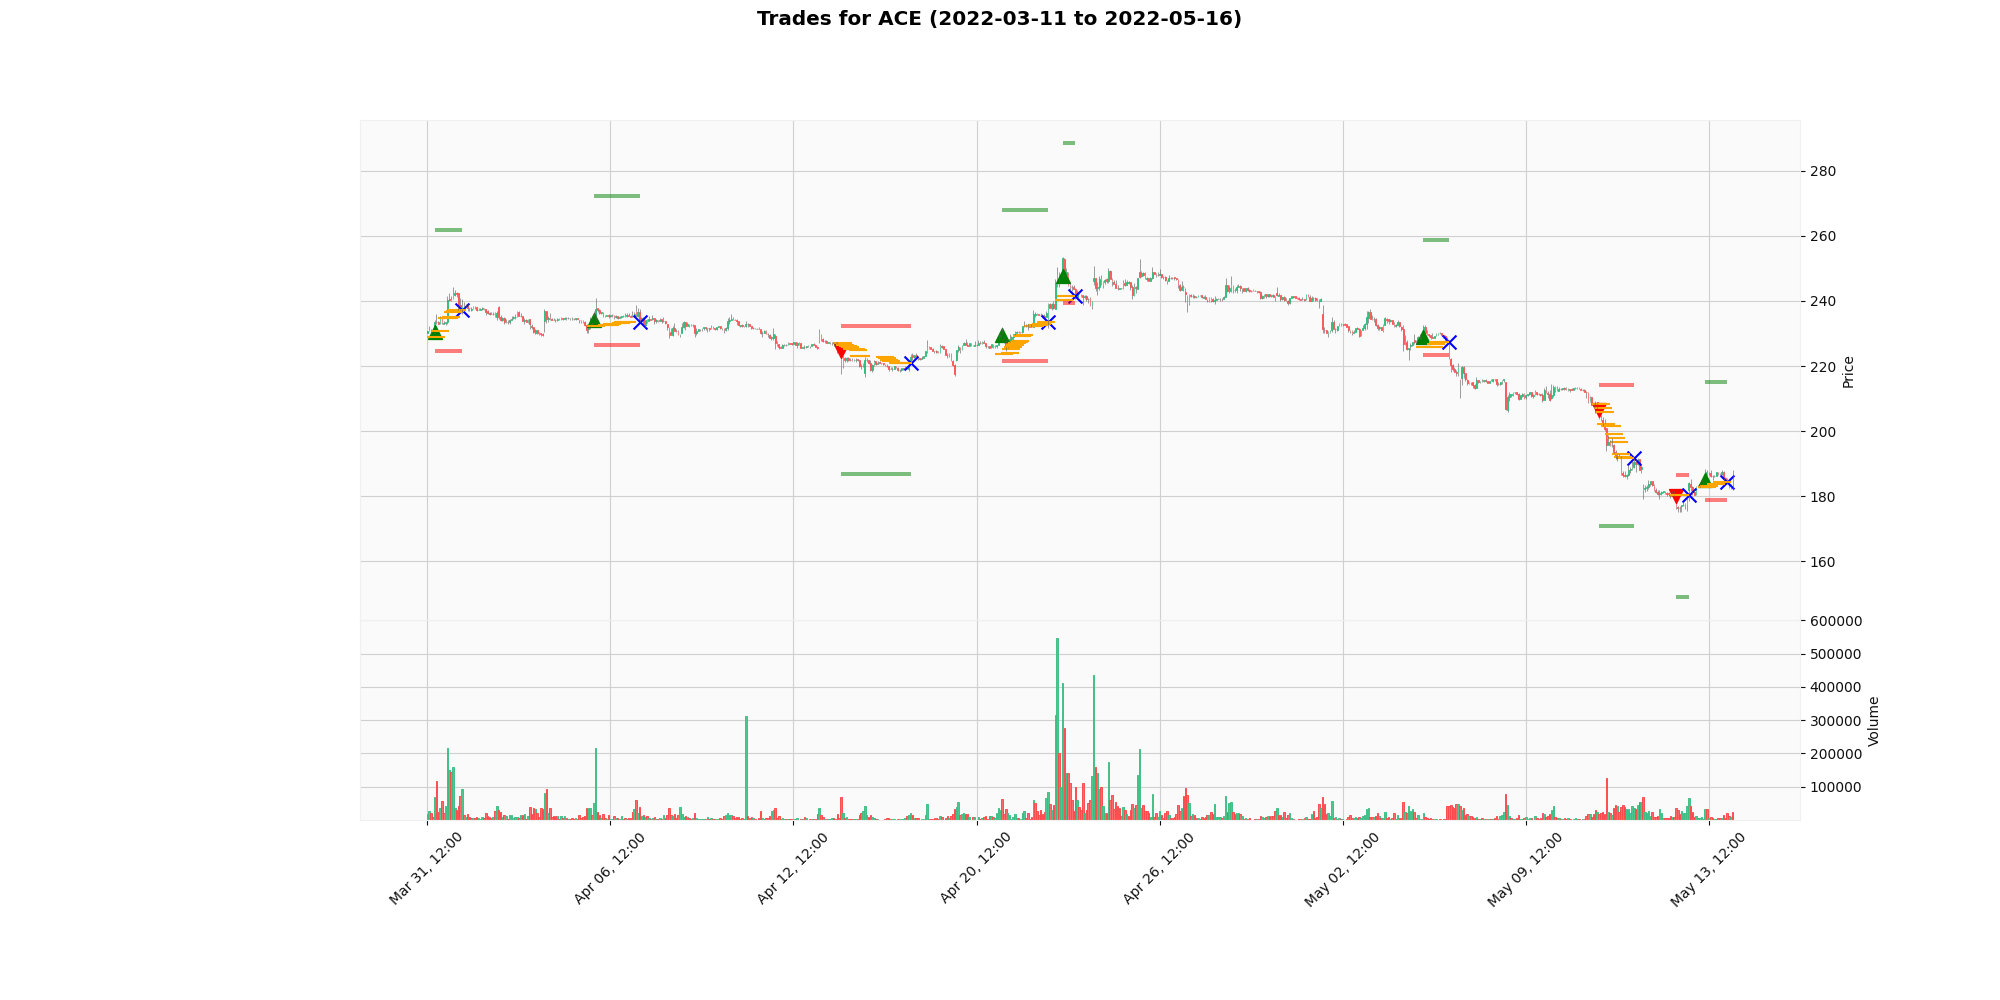 Trades for ACE (2022-03-11 to 2022-05-16)
280
260
240
220
200
180
160
Price
600000
500000
400000
300000
200000
100000
Volume
Mar 31, 12:00
Apr 06, 12:00
Apr 12, 12:00
Apr 20, 12:00
Apr 26, 12:00
May 02, 12:00
May 09, 12:00
May 13, 12:00